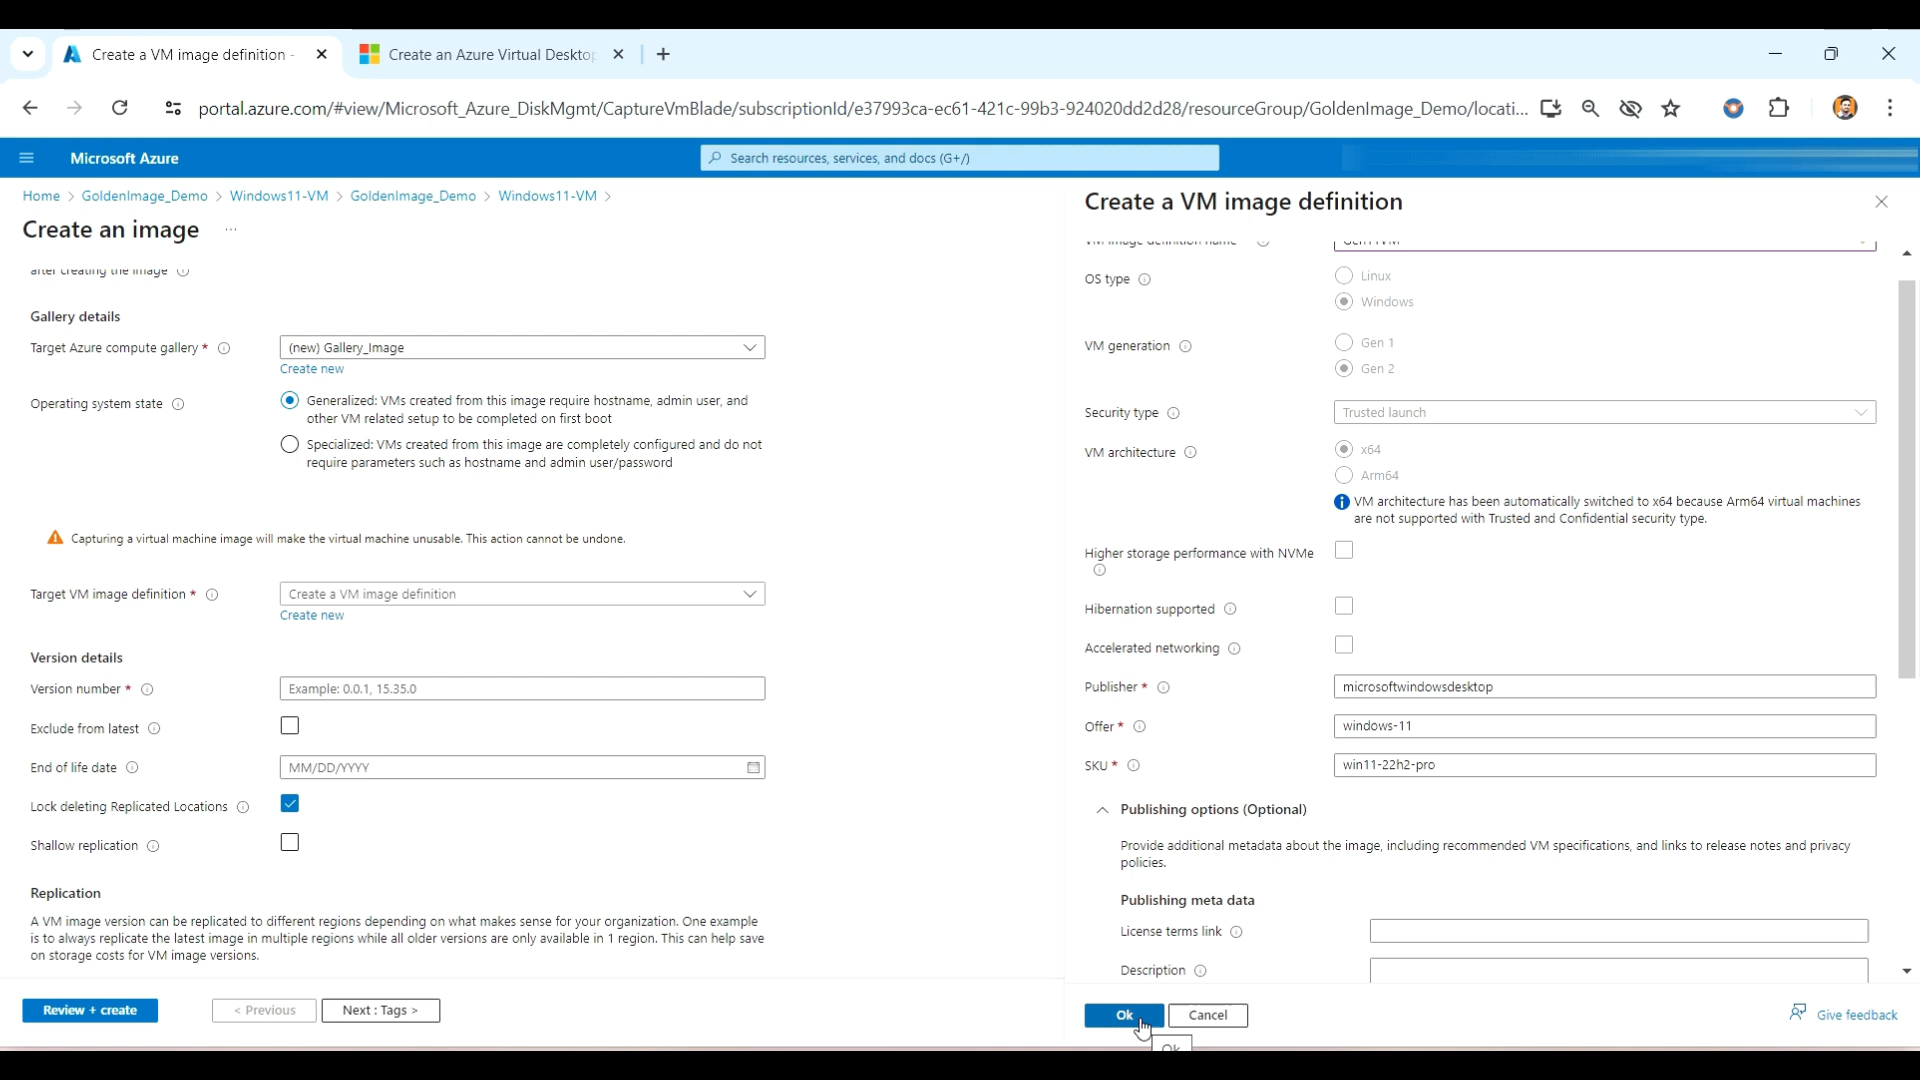 Create a VM image definition -
Create an Azure Virtual Desktop
portal.azure.com/#view/Microsoft_Azure_DiskMgmt/CaptureVmBlade/subscriptionId/e37993ca-ec61-421c-99b3-924020dd2d28/resourceGroup/GoldenImage_Demo/locati...
Microsoft Azure
Search resources, services, and docs (G+/)
Home > GoldenImage_Demo > Windows11-VM > GoldenImage_Demo > Windows11-VM >
Create an image ...
after creating the image
Gallery details
Target Azure compute gallery *
(new) Gallery_Image
Create new
Operating system state
Generalized: VMs created from this image require hostname, admin user, and
other VM related setup to be completed on first boot
Specialized: VMs created from this image are completely configured and do not
require parameters such as hostname and admin user/password
Capturing a virtual machine image will make the virtual machine unusable. This action cannot be undone.
Target VM image definition *
Create a VM image definition
Create new
Version details
Version number *
Example: 0.0.1, 15.35.0
Exclude from latest
End of life date
MM/DD/YYYY
Lock deleting Replicated Locations
Shallow replication
Replication
A VM image version can be replicated to different regions depending on what makes sense for your organization. One example
is to always replicate the latest image in multiple regions while all older versions are only available in 1 region. This can help save
on storage costs for VM image versions.
Review + create
< Previous
Next : Tags >
Create a VM image definition
VM image definition name
OS type
Linux
Windows
VM generation
Gen 1
Gen 2
Security type
Trusted launch
VM architecture
x64
Arm64
VM architecture has been automatically switched to x64 because Arm64 virtual machines
are not supported with Trusted and Confidential security type.
Higher storage performance with NVMe
Hibernation supported
Accelerated networking
Publisher *
microsoftwindowsdesktop
Offer *
windows-11
SKU *
win11-22h2-pro
Publishing options (Optional)
Provide additional metadata about the image, including recommended VM specifications, and links to release notes and privacy
policies.
Publishing meta data
License terms link
Description
Ok
Cancel
Ok
Give feedback